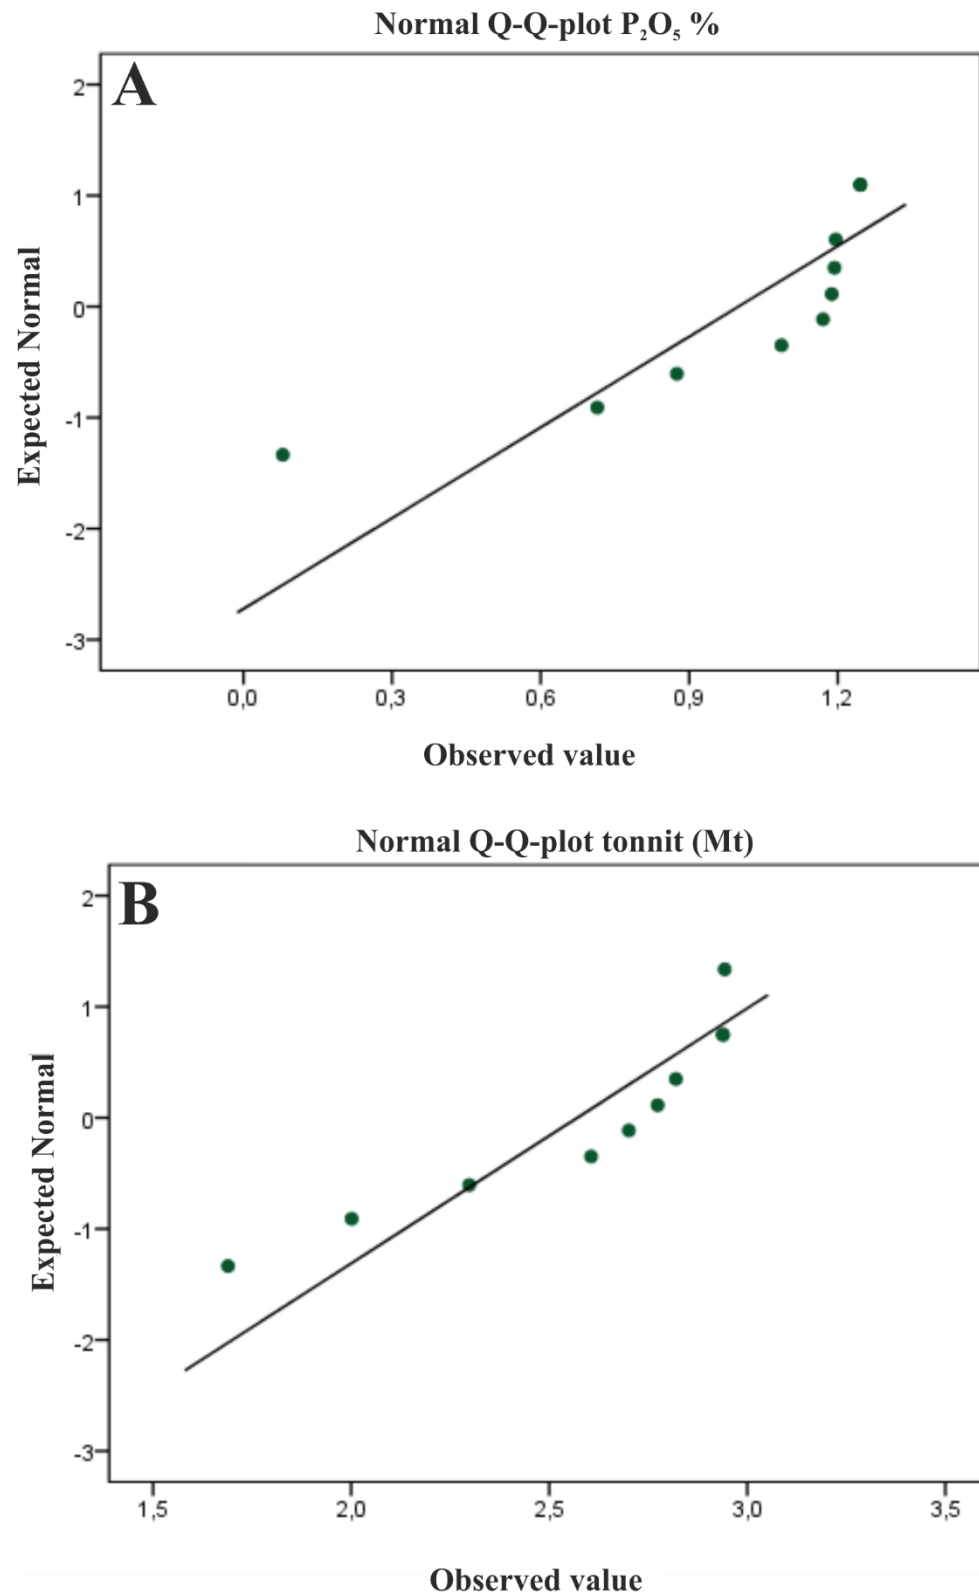 Normal Q-Q-plot P₂O₅ %
A
2
1
0
-1
-2
-3
Expected Normal
0,0 0,3 0,6 0,9 1,2
Observed value
Normal Q-Q-plot tonnit (Mt)
B
2
1
0
-1
-2
-3
Expected Normal
1,5 2,0 2,5 3,0 3,5
Observed value